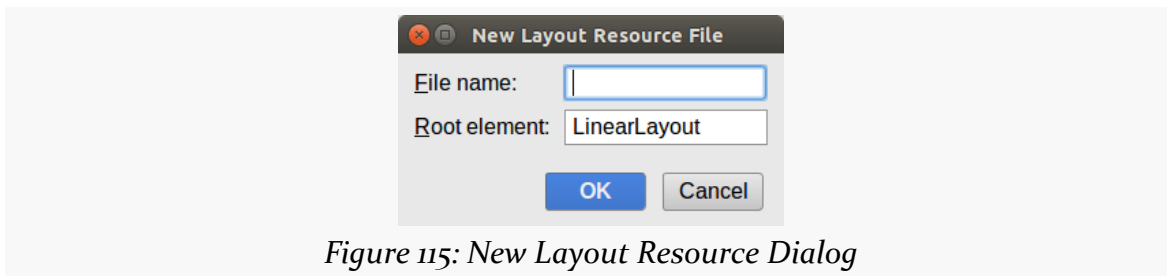 New Layout Resource File
File name:
Root element: LinearLayout
OK Cancel
Figure 115: New Layout Resource Dialog